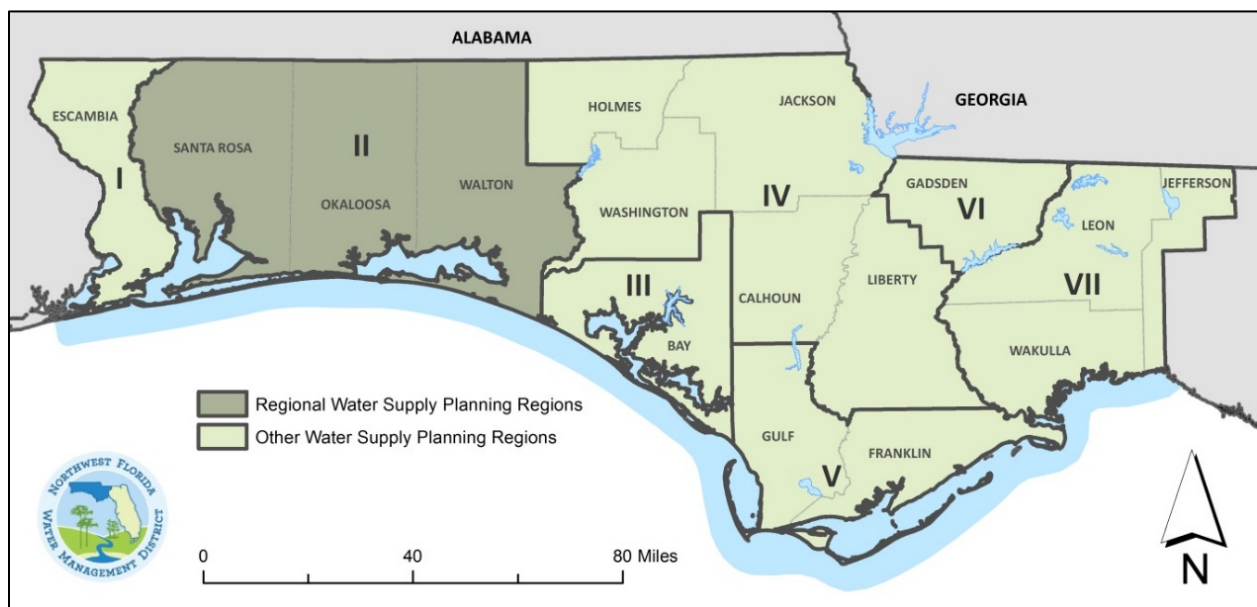 ALABAMA
GEORGIA
ESCAMBIA
SANTA ROSA
OKALOOSA
WALTON
HOLMES
JACKSON
WASHINGTON
BAY
CALHOUN
LIBERTY
GADSDEN
LEON
JEFFERSON
WAKULLA
GULF
FRANKLIN
I
II
III
IV
V
VI
VII
Regional Water Supply Planning Regions
Other Water Supply Planning Regions
NORTHWEST FLORIDA
WATER MANAGEMENT DISTRICT
0 40 80 Miles
N